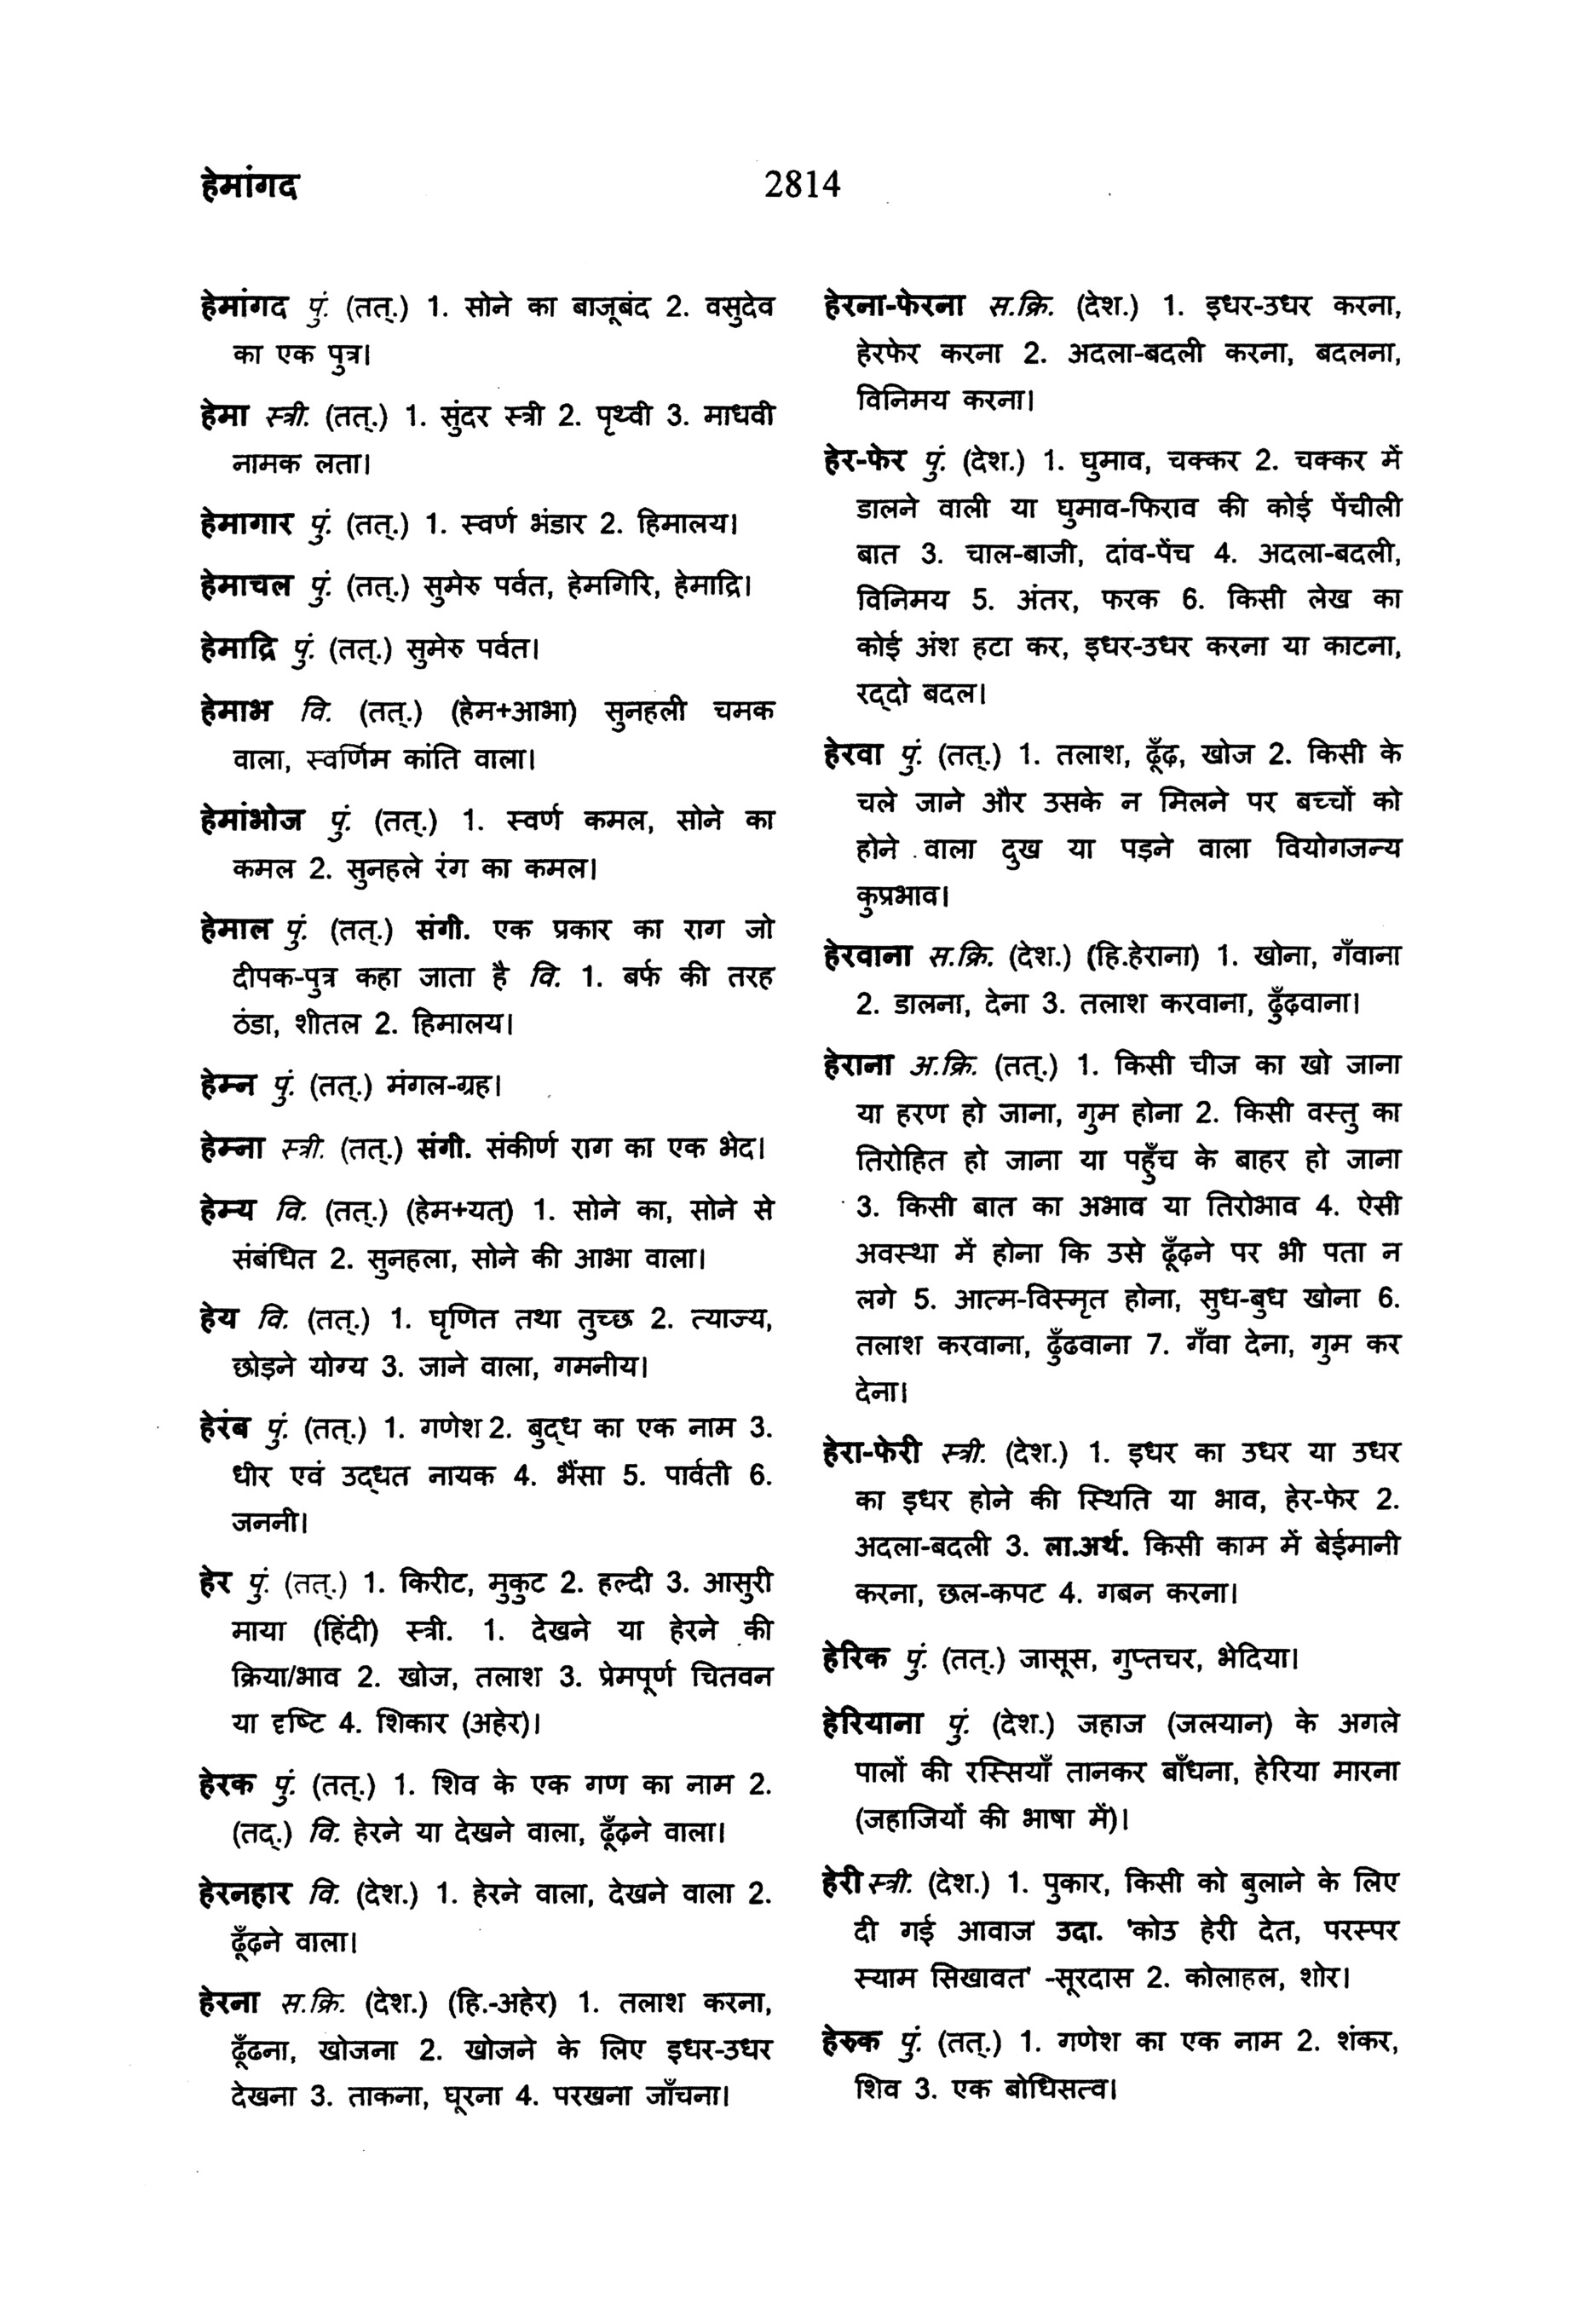 हेमांगद
2814
हेमांगद पुं. (तत्.) 1. सोने का बाजूबंद 2. वसुदेव
का एक पुत्र।
हेमा स्त्री. (तत्.) 1. सुंदर स्त्री 2. पृथ्वी 3. माधवी
नामक लता।
हेमागार पुं. (तत्.) 1. स्वर्ण भंडार 2. हिमालय।
हेमाचल पुं. (तत्.) सुमेरु पर्वत, हेमगिरि, हेमाद्रि।
हेमाद्रि पुं. (तत्.) सुमेरु पर्वत।
हेमाभ वि. (तत्.) (हेम+आभा) सुनहली चमक
वाला, स्वर्णिम कांति वाला।
हेमांभोज पुं. (तत्.) 1. स्वर्ण कमल, सोने का
कमल 2. सुनहले रंग का कमल।
हेमाल पुं. (तत्.) संगी. एक प्रकार का राग जो
दीपक-पुत्र कहा जाता है वि. 1. बर्फ की तरह
ठंडा, शीतल 2. हिमालय।
हेम्न पुं. (तत्.) मंगल-ग्रह।
हेम्ना स्त्री. (तत्.) संगी. संकीर्ण राग का एक भेद।
हेम्य वि. (तत्.) (हेम+यत्) 1. सोने का, सोने से
संबंधित 2. सुनहला, सोने की आभा वाला।
हेय वि. (तत्.) 1. घृणित तथा तुच्छ 2. त्याज्य,
छोड़ने योग्य 3. जाने वाला, गमनीय।
हेरंब पुं. (तत्.) 1. गणेश 2. बुद्ध का एक नाम 3.
धीर एवं उद्धत नायक 4. भैंसा 5. पार्वती 6.
जननी।
हेर पुं. (तत्.) 1. किरीट, मुकुट 2. हल्दी 3. आसुरी
माया (हिंदी) स्त्री. 1. देखने या हेरने की
क्रिया/भाव 2. खोज, तलाश 3. प्रेमपूर्ण चितवन
या दृष्टि 4. शिकार (अहेर)।
हेरक पुं. (तत्.) 1. शिव के एक गण का नाम 2.
(तद्.) वि. हेरने या देखने वाला, ढूँढ़ने वाला।
हेरनहार वि. (देश.) 1. हेरने वाला, देखने वाला 2.
ढूँढ़ने वाला।
हेरना स.क्रि. (देश.) (हि.-अहेर) 1. तलाश करना,
ढूँढना, खोजना 2. खोजने के लिए इधर-उधर
देखना 3. ताकना, घूरना 4. परखना जाँचना।
हेरना-फेरना स.क्रि. (देश.) 1. इधर-उधर करना,
हेरफेर करना 2. अदला-बदली करना, बदलना,
विनिमय करना।
हेर-फेर पुं. (देश.) 1. घुमाव, चक्कर 2. चक्कर में
डालने वाली या घुमाव-फिराव की कोई पेंचीली
बात 3. चाल-बाजी, दांव-पेंच 4. अदला-बदली,
विनिमय 5. अंतर, फरक 6. किसी लेख का
कोई अंश हटा कर, इधर-उधर करना या काटना,
रद्दो बदल।
हेरवा पुं. (तत्.) 1. तलाश, ढूँढ़, खोज 2. किसी के
चले जाने और उसके न मिलने पर बच्चों को
होने वाला दुख या पड़ने वाला वियोगजन्य
कुप्रभाव।
हेरवाना स.क्रि. (देश.) (हि.हेराना) 1. खोना, गँवाना
2. डालना, देना 3. तलाश करवाना, ढुँढ़वाना।
हेराना अ.क्रि. (तत्.) 1. किसी चीज का खो जाना
या हरण हो जाना, गुम होना 2. किसी वस्तु का
तिरोहित हो जाना या पहुँच के बाहर हो जाना
3. किसी बात का अभाव या तिरोभाव 4. ऐसी
अवस्था में होना कि उसे ढूँढ़ने पर भी पता न
लगे 5. आत्म-विस्मृत होना, सुध-बुध खोना 6.
तलाश करवाना, ढुँढवाना 7. गँवा देना, गुम कर
देना।
हेरा-फेरी स्त्री. (देश.) 1. इधर का उधर या उधर
का इधर होने की स्थिति या भाव, हेर-फेर 2.
अदला-बदली 3. ला.अर्थ. किसी काम में बेईमानी
करना, छल-कपट 4. गबन करना।
हेरिक पुं. (तत्.) जासूस, गुप्तचर, भेदिया।
हेरियाना पुं. (देश.) जहाज (जलयान) के अगले
पालों की रस्सियाँ तानकर बाँधना, हेरिया मारना
(जहाजियों की भाषा में)।
हेरी स्त्री. (देश.) 1. पुकार, किसी को बुलाने के लिए
दी गई आवाज उदा. 'कोउ हेरी देत, परस्पर
स्याम सिखावत' -सूरदास 2. कोलाहल, शोर।
हेरुक पुं. (तत्.) 1. गणेश का एक नाम 2. शंकर,
शिव 3. एक बोधिसत्व।